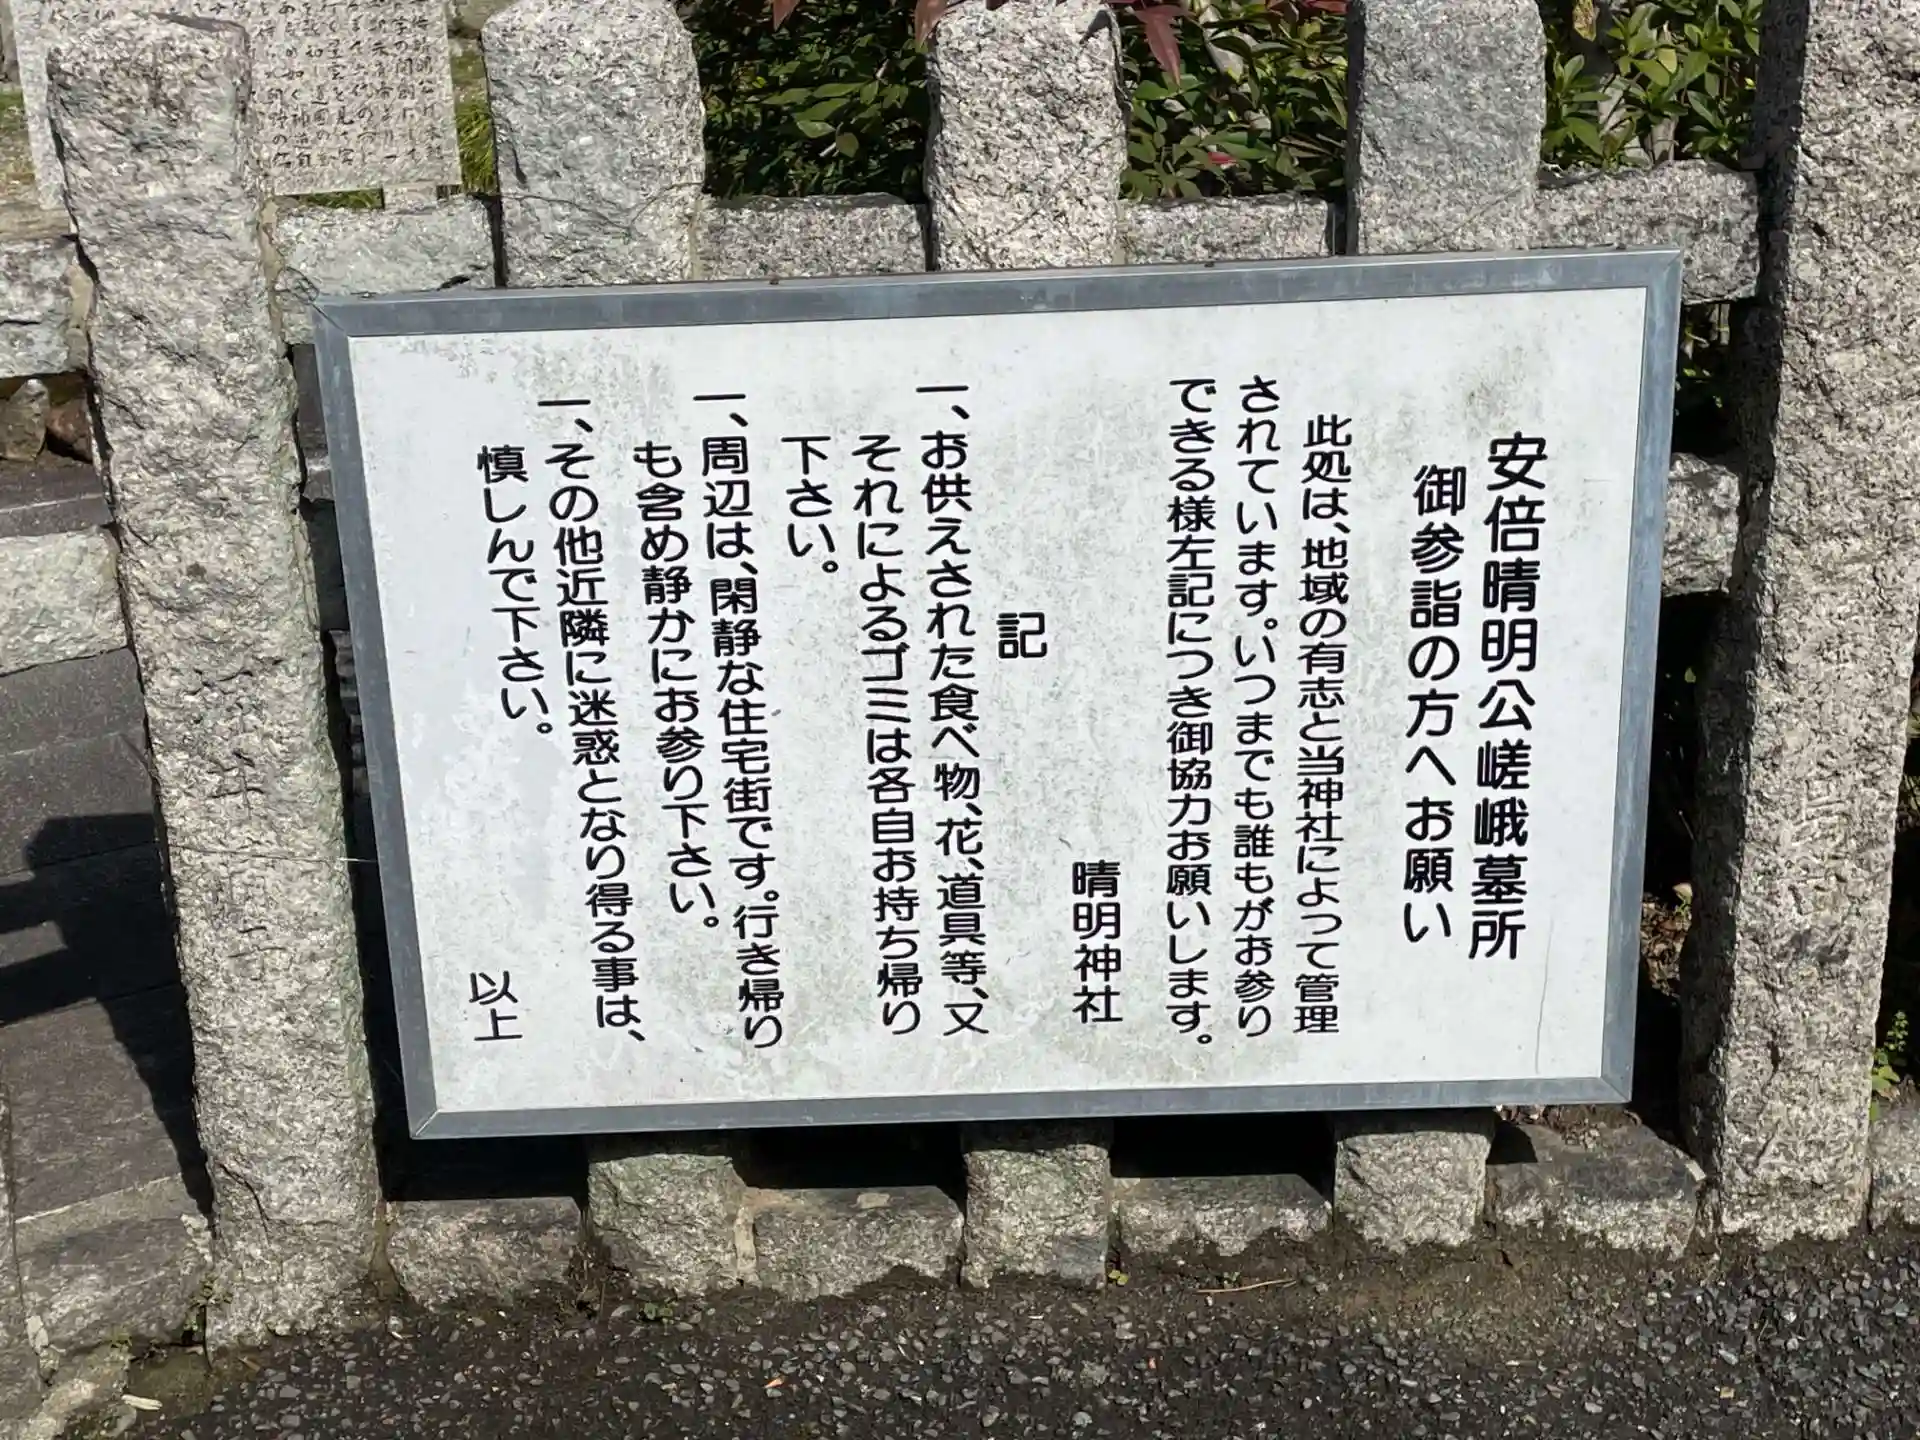 安倍晴明公嵯峨墓所
御参詣の方へお願い
此処は、地域の有志と当神社によって管理
されています。いつまでも誰もがお参り
できる様左記につき御協力お願いします。
晴明神社
記
一、お供えされた食べ物、花、道具等、又
それによるゴミは各自お持ち帰り
下さい。
一、周辺は、閑静な住宅街です。行き帰り
も含め静かにお参り下さい。
一、その他近隣に迷惑となり得る事は、
慎しんで下さい。
以上